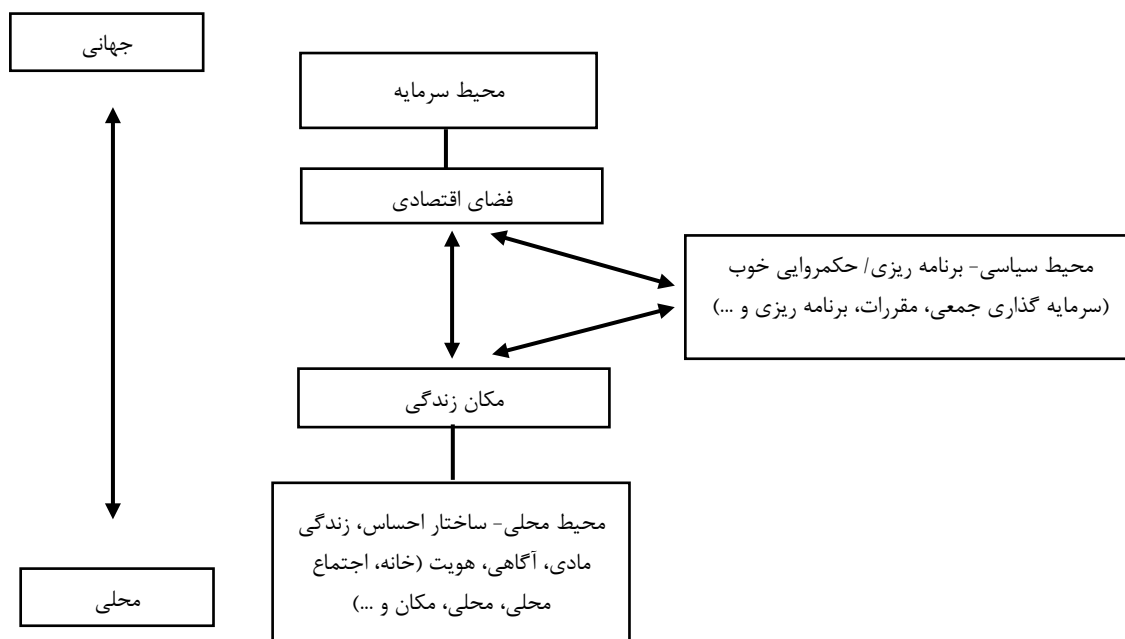 جهانی
محیط سرمایه
فضای اقتصادی
محیط سیاسی- برنامه ریزی/ حکمروایی خوب
(سرمایه گذاری جمعی، مقررات، برنامه ریزی و ...)
مکان زندگی
محیط محلی- ساختار احساس، زندگی
مادی، آگاهی، هویت (خانه، اجتماع
محلی، محلی، مکان و ...)
محلی